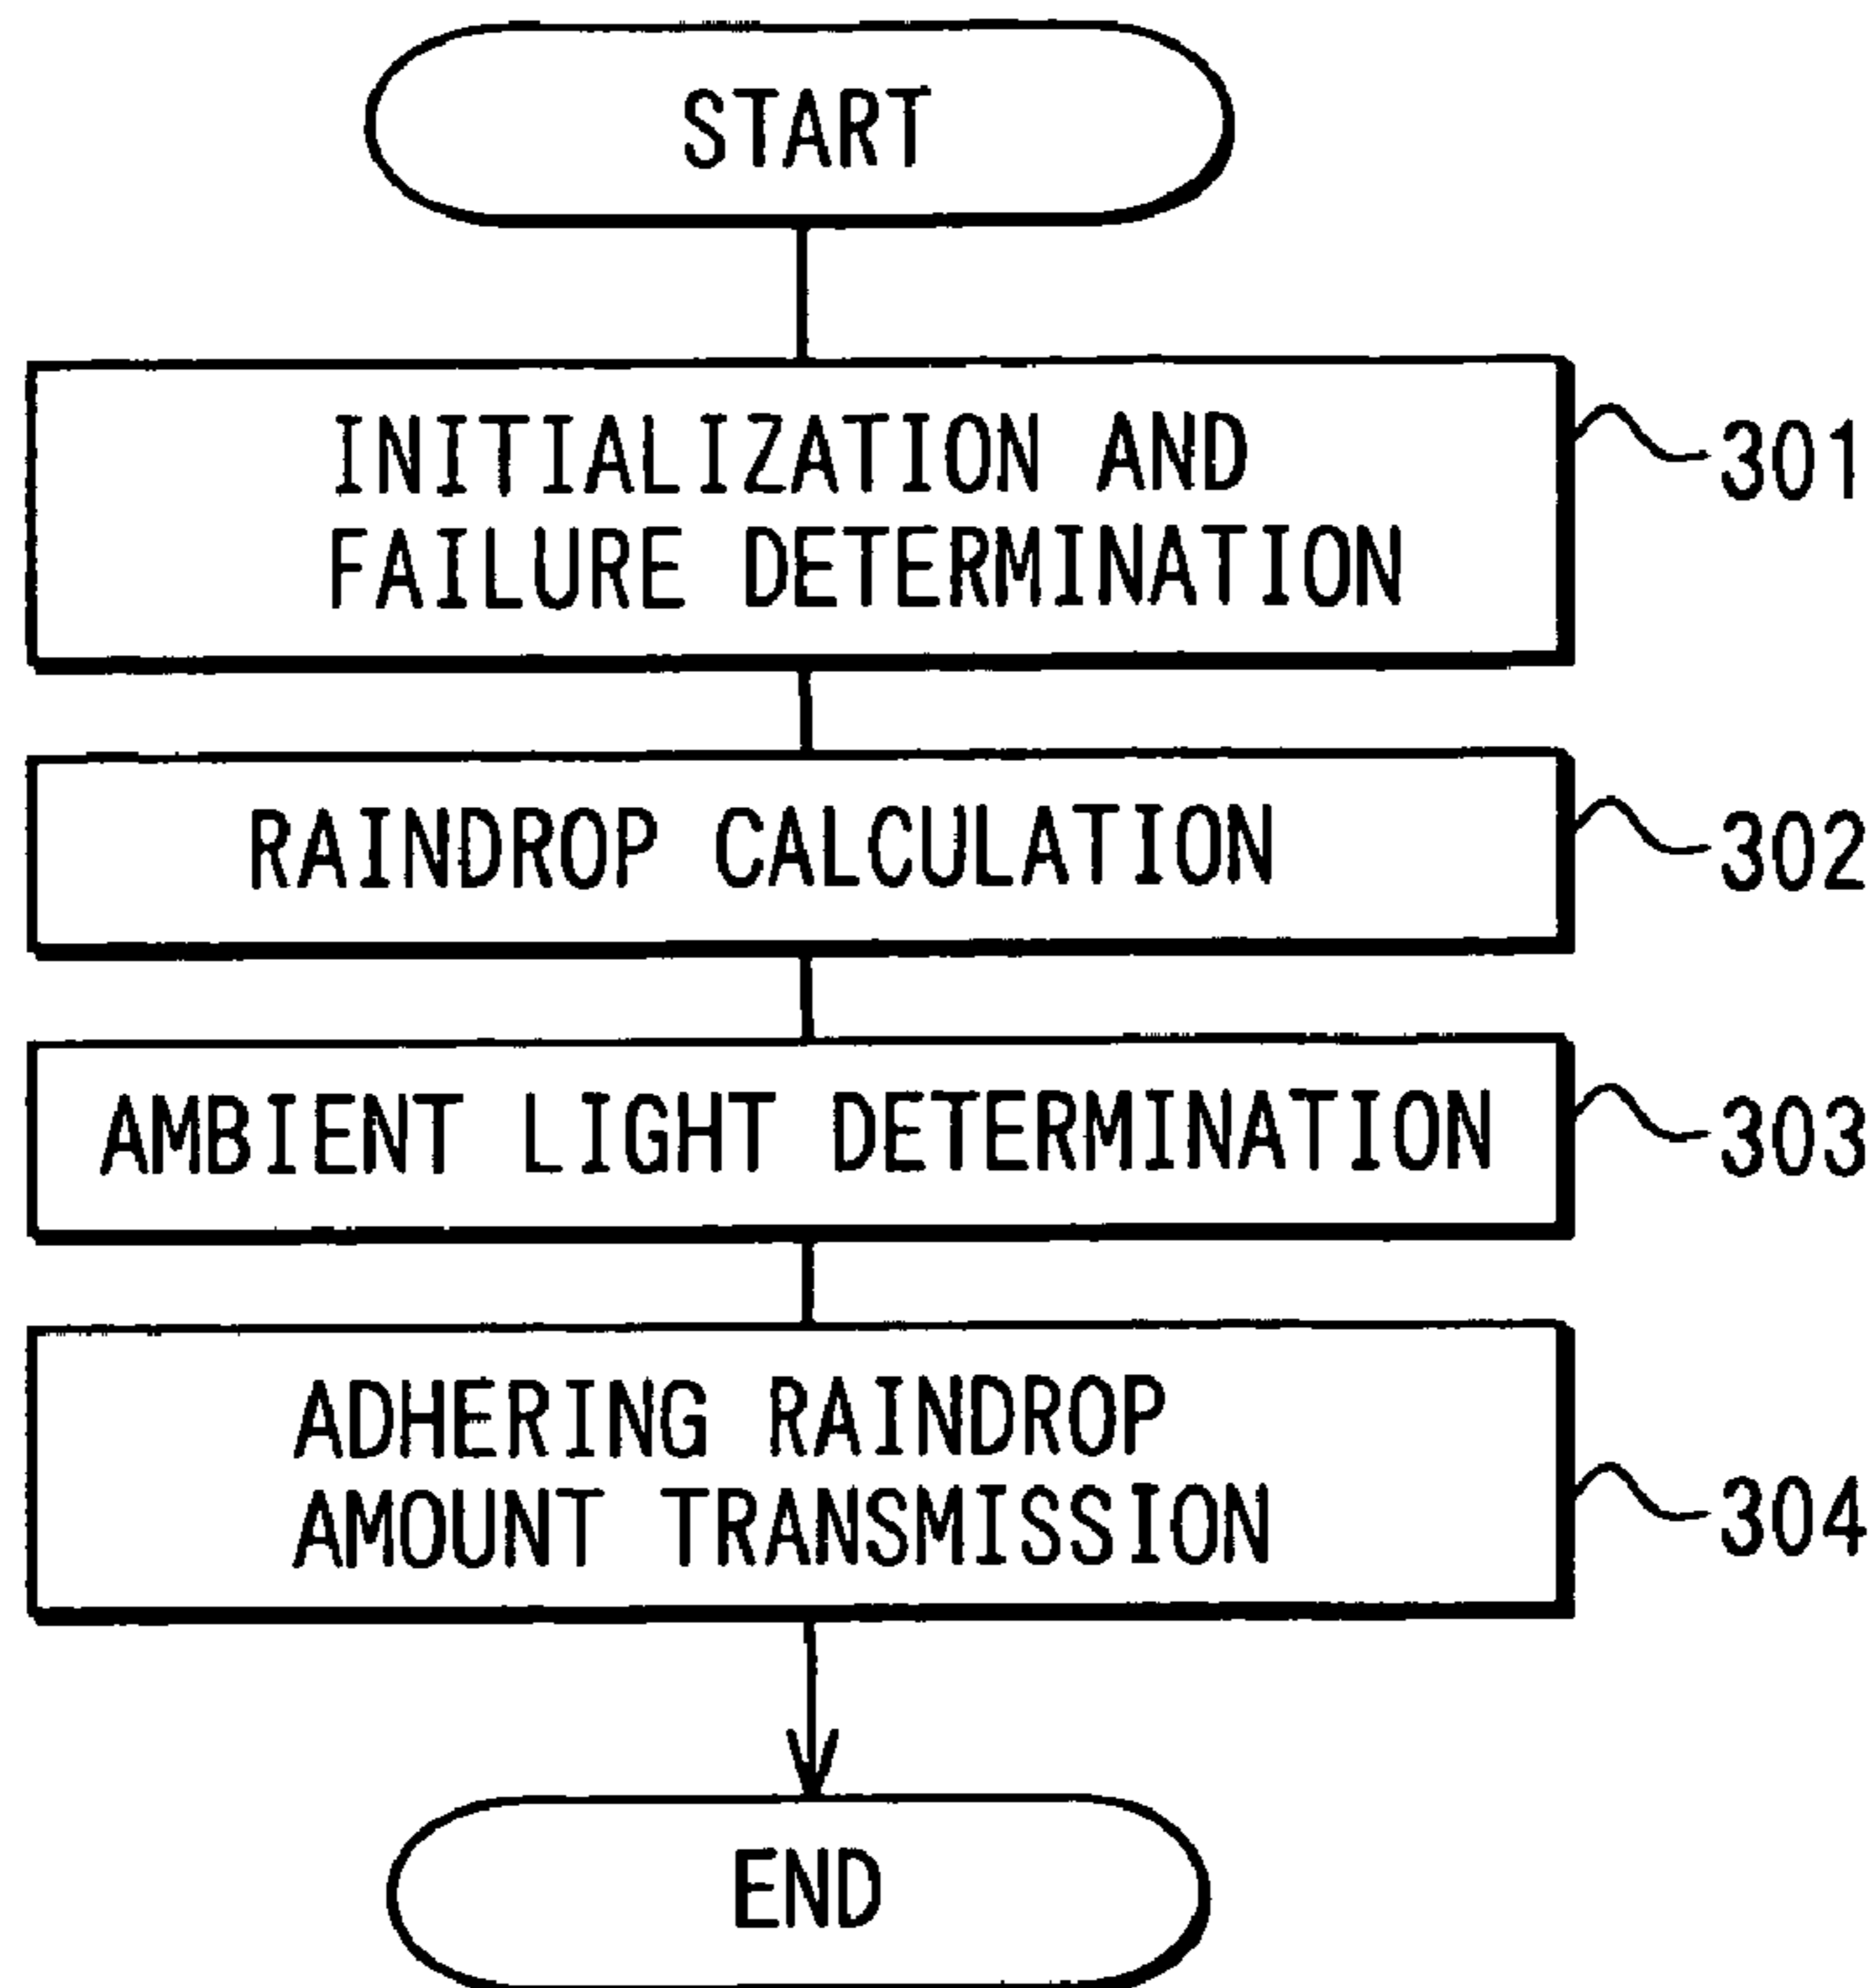 START
INITIALIZATION AND
FAILURE DETERMINATION
301
RAINDROP CALCULATION
302
AMBIENT LIGHT DETERMINATION
303
ADHERING RAINDROP
AMOUNT TRANSMISSION
304
END